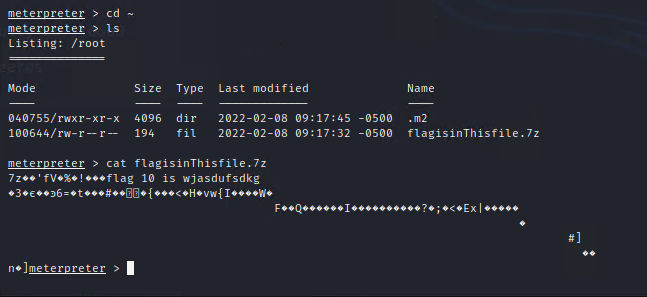 meterpreter > cd ~
meterpreter > ls
Listing: /root
==============
Mode Size Type Last modified Name
---- ---- ---- ------------- ----
040755/rwxr-xr-x 4096 dir 2022-02-08 09:17:45 -0500 .m2
100644/rw-r--r-- 194 fil 2022-02-08 09:17:32 -0500 flagisinThisfile.7z
meterpreter > cat flagisinThisfile.7z
7z��'fV�%�!���flag 10 is wjasdufsdkg
�3�є��э6=�t���#���{���<�H�vw{I����W�
F��Q������I����������?�;�<�Ex|�����
�
#]
��
n�]meterpreter >